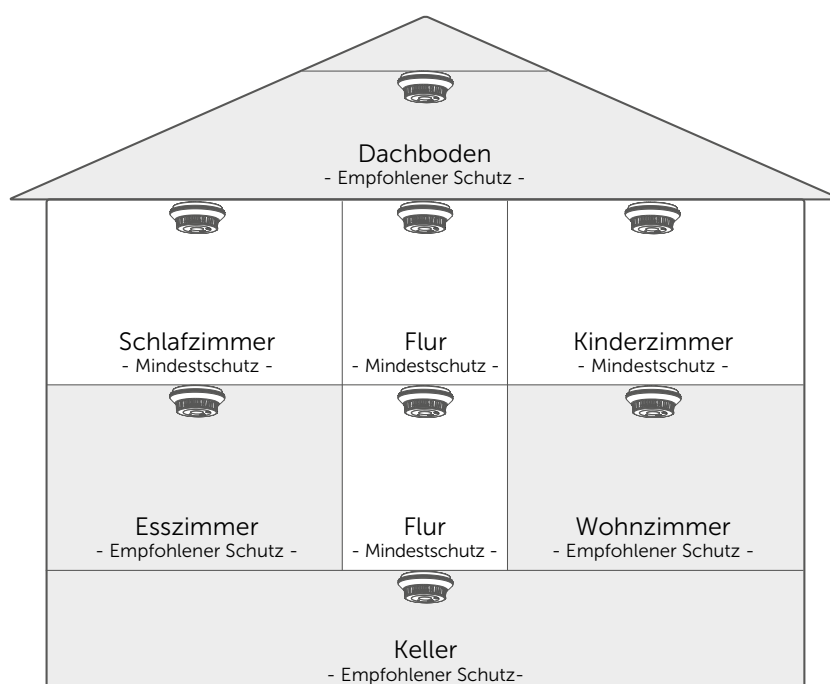 Dachboden
- Empfohlener Schutz -
Schlafzimmer
- Mindestschutz -
Flur
- Mindestschutz -
Kinderzimmer
- Mindestschutz -
Esszimmer
- Empfohlener Schutz -
Flur
- Mindestschutz -
Wohnzimmer
- Empfohlener Schutz -
Keller
- Empfohlener Schutz-